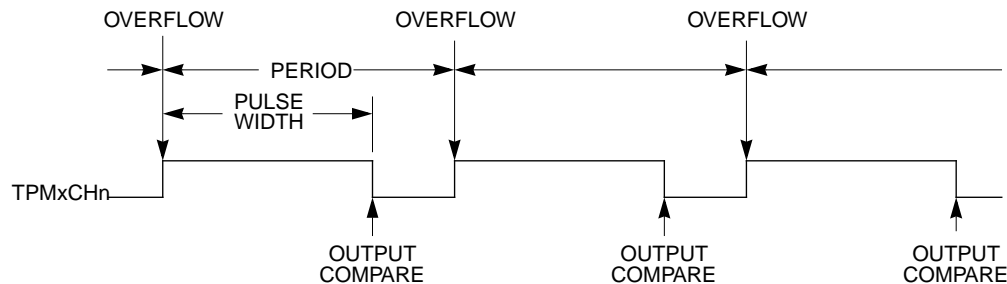 OVERFLOW OVERFLOW OVERFLOW
PERIOD
PULSE
WIDTH
TPMxCHn
OUTPUT OUTPUT OUTPUT
COMPARE COMPARE COMPARE